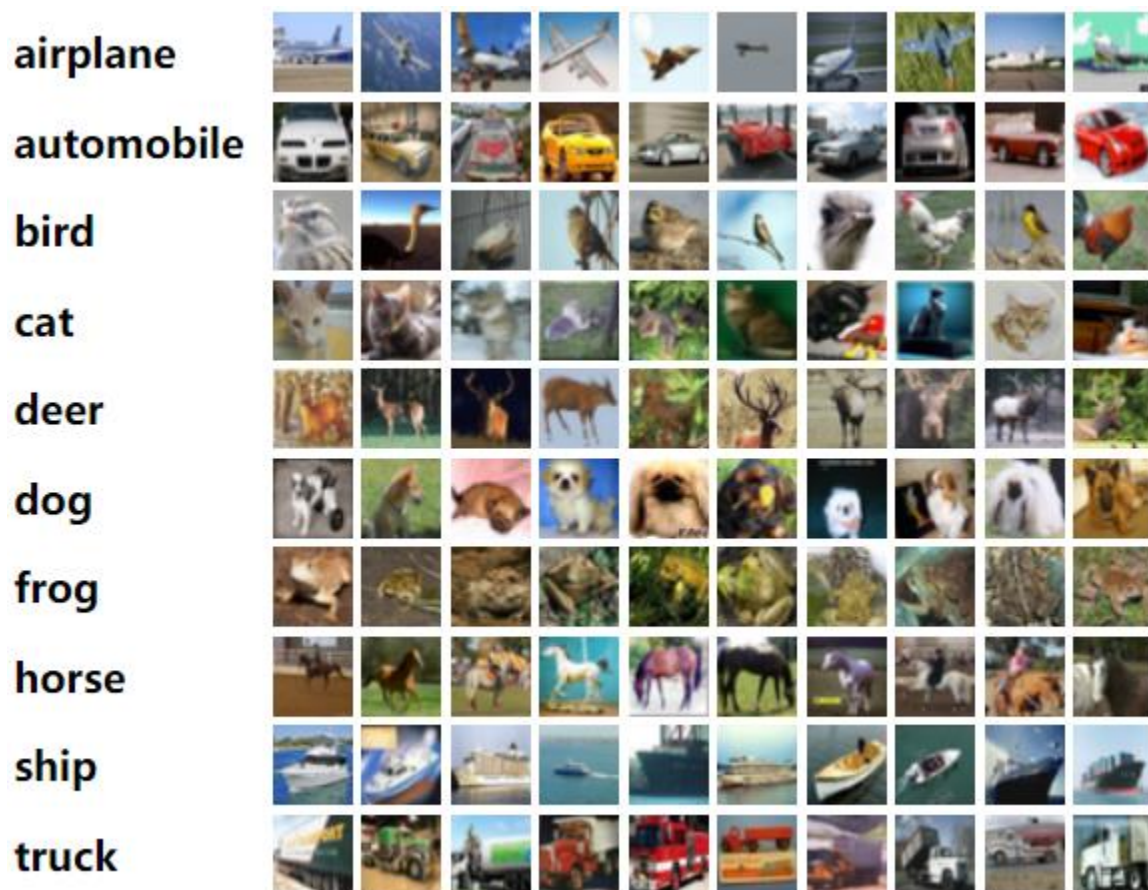 airplane
automobile
bird
cat
deer
dog
frog
horse
ship
truck